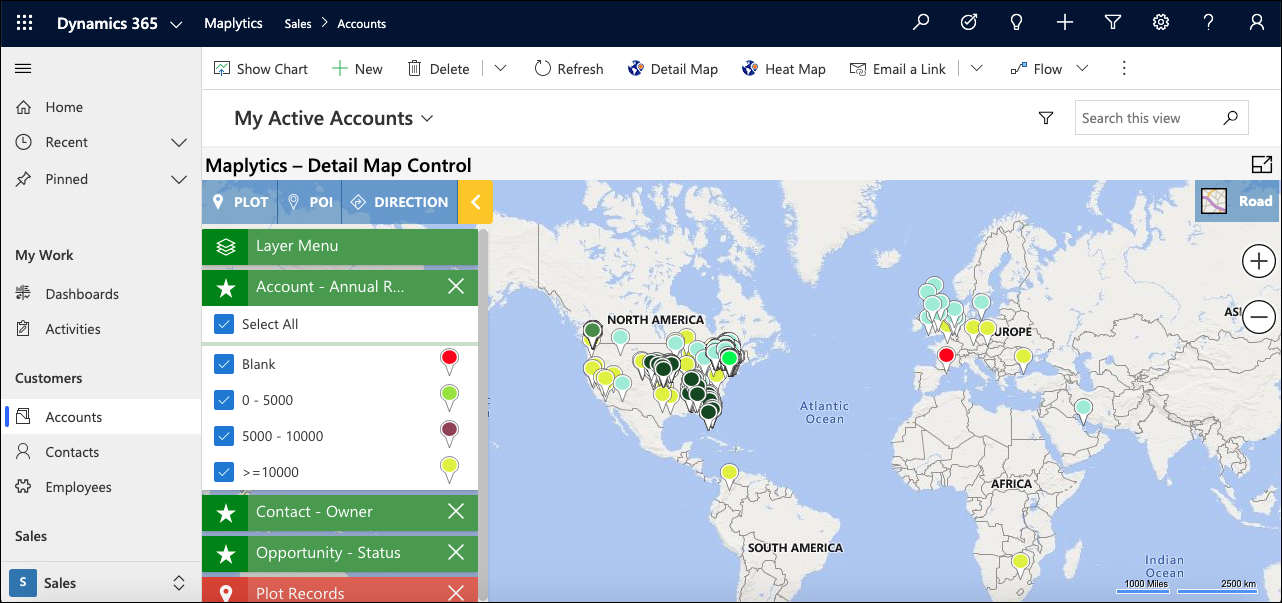 Dynamics 365 Maplytics Sales > Accounts
Show Chart New Delete Refresh Detail Map Heat Map Email a Link Flow
Home
Recent
Pinned
My Work
Dashboards
Activities
Customers
Accounts
Contacts
Employees
Sales
S Sales
My Active Accounts
Search this view
Maplytics – Detail Map Control
PLOT POI DIRECTION
Road
Layer Menu
Account - Annual R...
Select All
Blank
0 - 5000
5000 - 10000
>=10000
Contact - Owner
Opportunity - Status
Plot Records
NORTH AMERICA
UROPE
ASI
Atlantic
Ocean
AFRICA
SOUTH AMERICA
Indian
Ocean
1000 Miles 2500 km